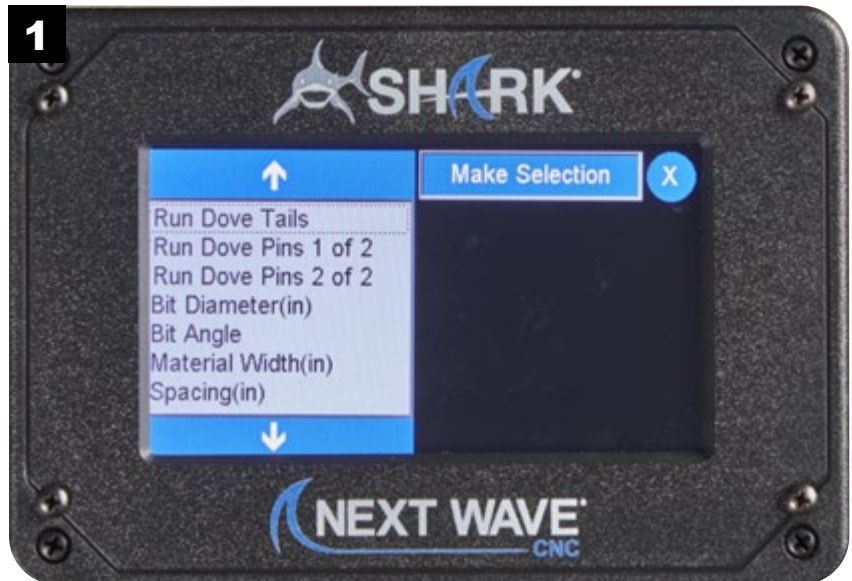 1
SHARK
Make Selection
X
Run Dove Tails
Run Dove Pins 1 of 2
Run Dove Pins 2 of 2
Bit Diameter(in)
Bit Angle
Material Width(in)
Spacing(in)
NEXT WAVE
CNC